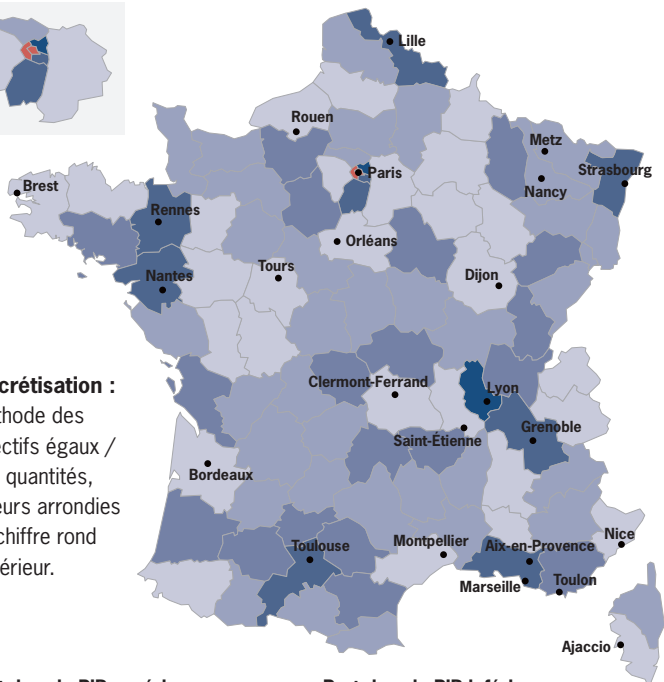 Lille
Rouen
Metz
Paris
Strasbourg
Brest
Nancy
Rennes
Orléans
Tours
Dijon
Nantes
crétisation :
thode des
ectifs égaux /
quantités,
eurs arrondies
chiffre rond
érieur.
Clermont-Ferrand
Lyon
Grenoble
Saint-Étienne
Bordeaux
Montpellier
Aix-en-Provence
Nice
Toulouse
Marseille
Toulon
Ajaccio